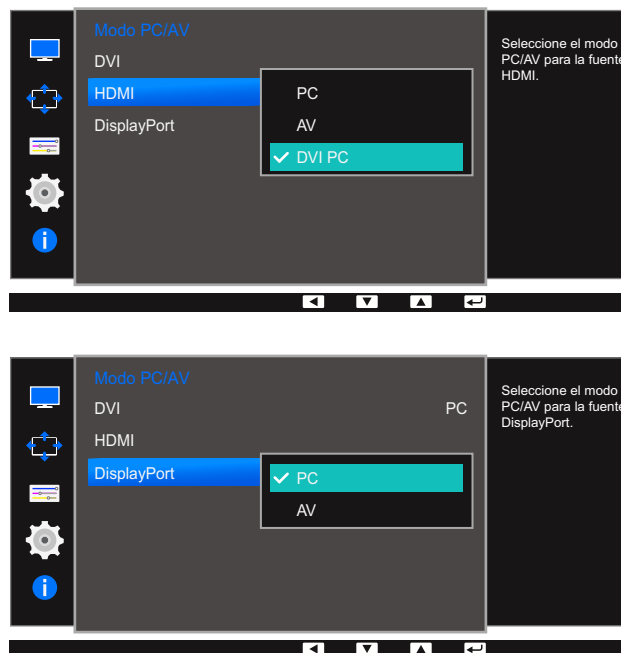 Modo PC/AV
DVI
HDMI
DisplayPort
PC
AV
DVI PC
Seleccione el modo
PC/AV para la fuente
HDMI.
Modo PC/AV
DVI PC
HDMI
DisplayPort
PC
AV
Seleccione el modo
PC/AV para la fuente
DisplayPort.